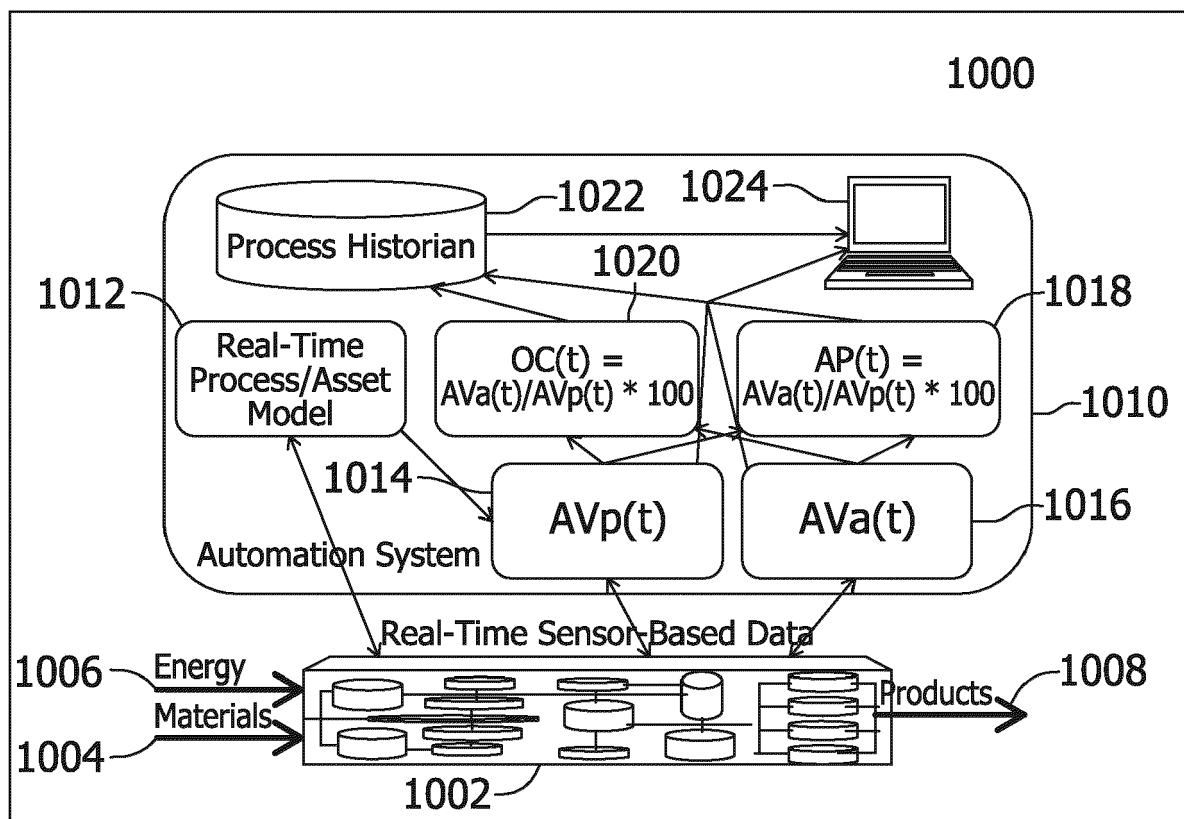 1000
1022
1024
Process Historian
1020
1012
1018
Real-Time
Process/Asset
Model
OC(t) =
AVa(t)/AVp(t) * 100
AP(t) =
AVa(t)/AVp(t) * 100
1010
1014
AVp(t)
AVa(t)
1016
Automation System
Real-Time Sensor-Based Data
1006
Energy
Materials
1004
Products
1008
1002